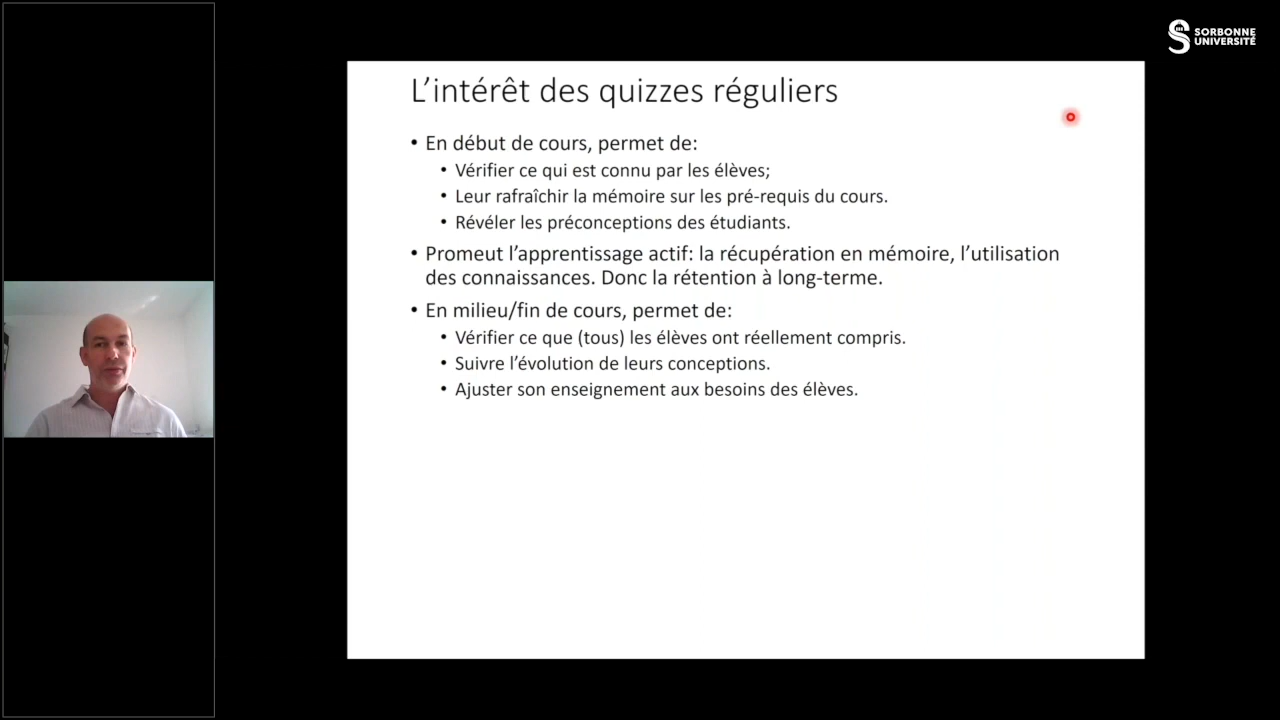 SORBONNE
UNIVERSITÉ
L'intérêt des quizzes réguliers
• En début de cours, permet de:
• Vérifier ce qui est connu par les élèves;
• Leur rafraîchir la mémoire sur les pré-requis du cours.
• Révéler les préconceptions des étudiants.
• Promeut l'apprentissage actif: la récupération en mémoire, l'utilisation
des connaissances. Donc la rétention à long-terme.
• En milieu/fin de cours, permet de:
• Vérifier ce que (tous) les élèves ont réellement compris.
• Suivre l'évolution de leurs conceptions.
• Ajuster son enseignement aux besoins des élèves.